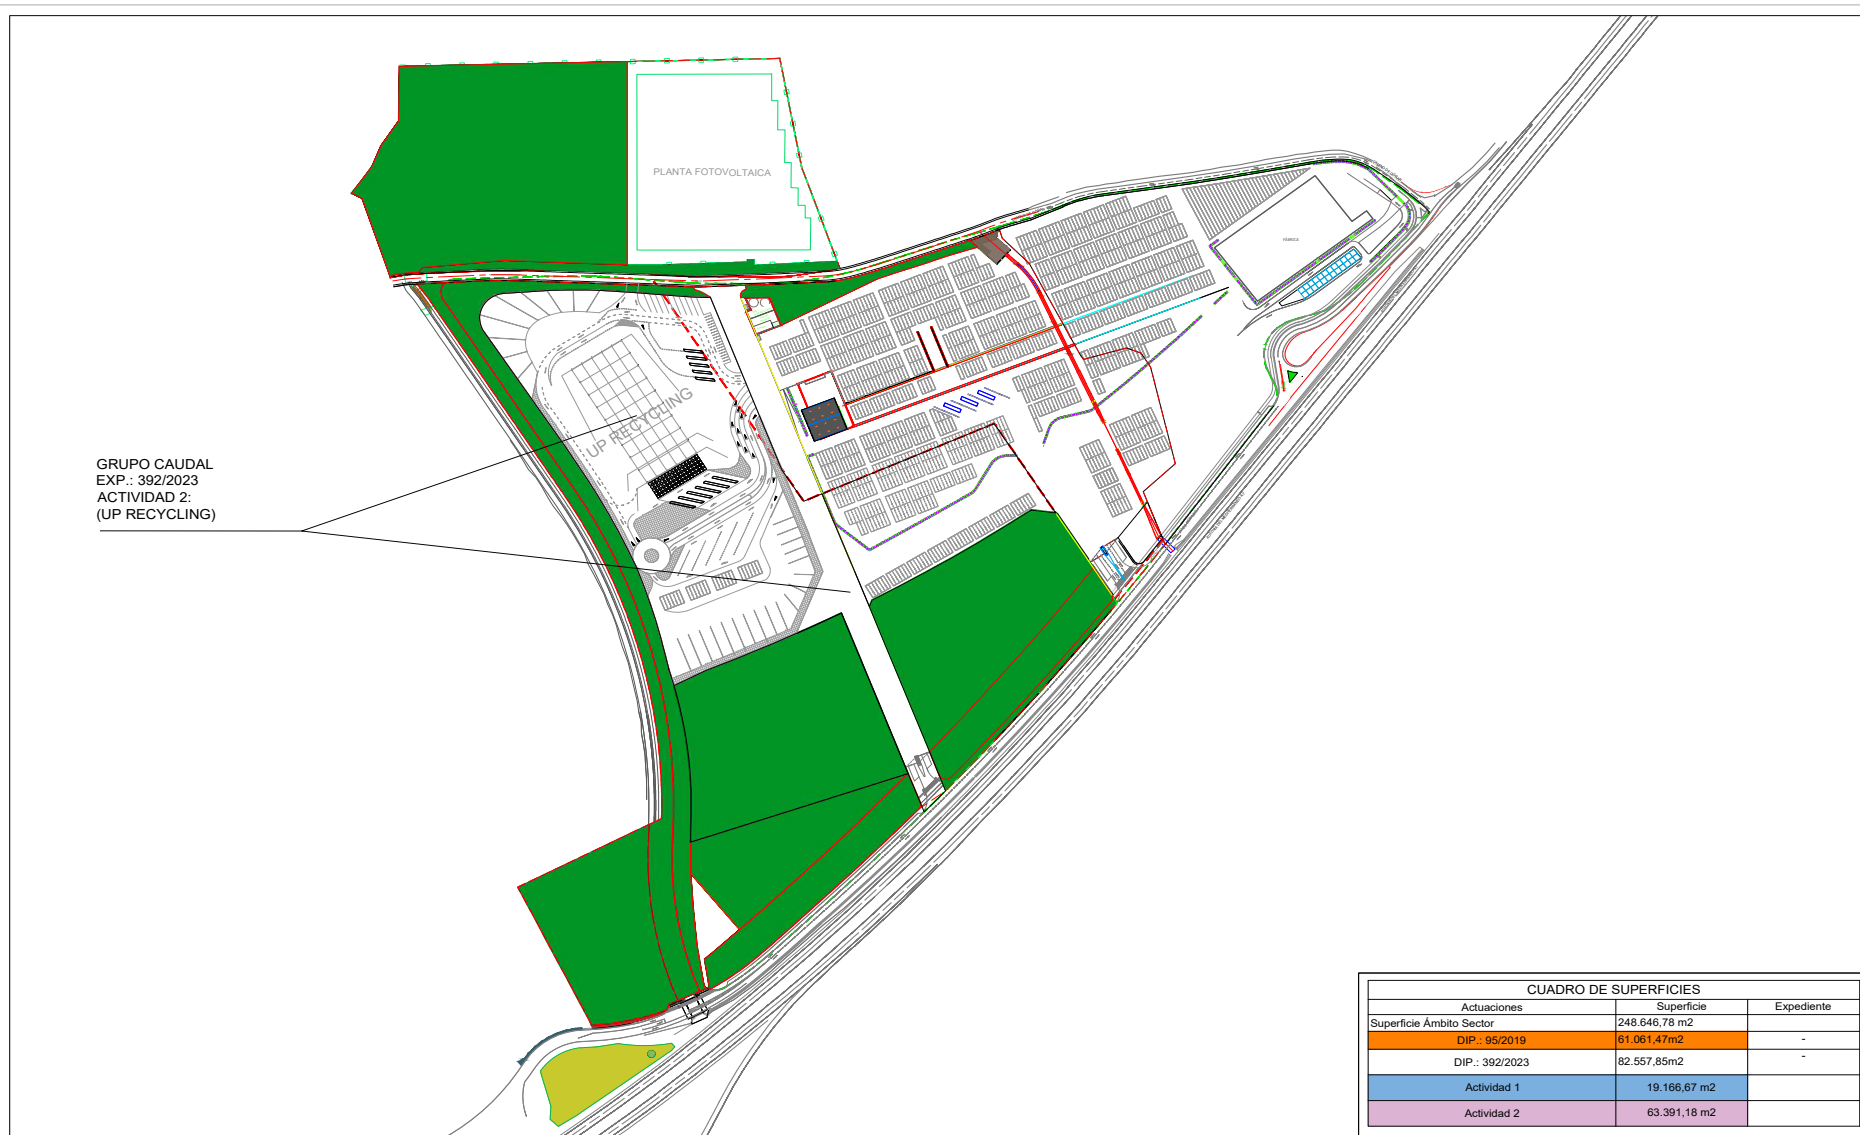 PLANTA FOTOVOLTAICA
FÁBRICA
UP RECYCLING
GRUPO CAUDAL
EXP.: 392/2023
ACTIVIDAD 2:
(UP RECYCLING)
CUADRO DE SUPERFICIES
Actuaciones Superficie Expediente
Superficie Ámbito Sector 248.646,78 m2
DIP.: 95/2019 61.061,47m2 -
DIP.: 392/2023 82.557,85m2 -
Actividad 1 19.166,67 m2
Actividad 2 63.391,18 m2